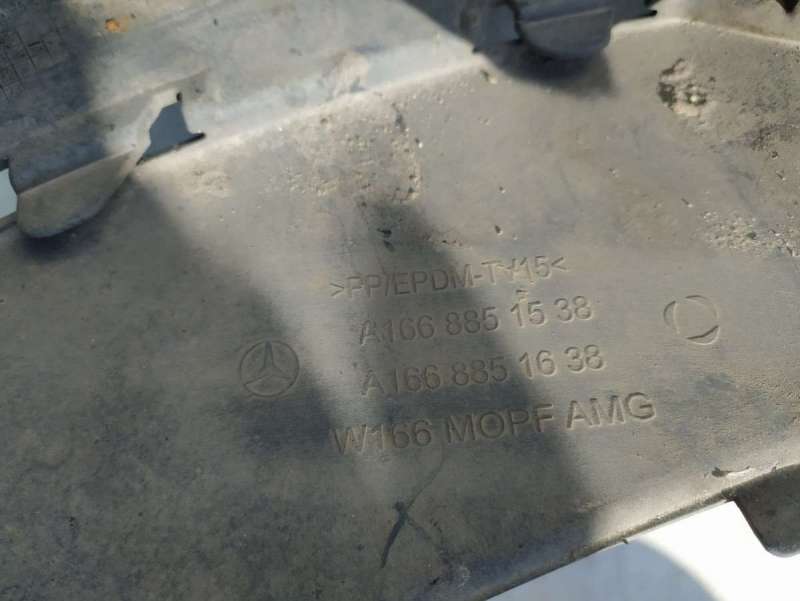 >PP/EPDM-TV15<
A166 885 15 38
A166 885 16 38
W166 MOPF AMG